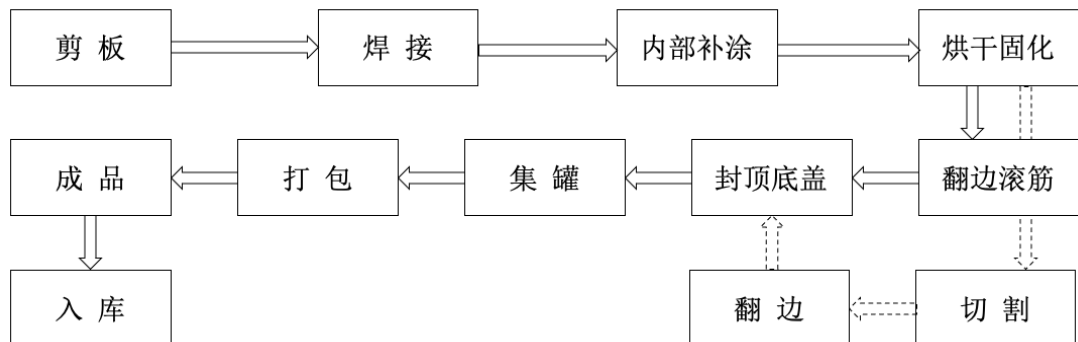 剪 板
焊 接
内部补涂
烘干固化
成 品
打 包
集 罐
封顶底盖
翻边滚筋
入 库
翻 边
切 割